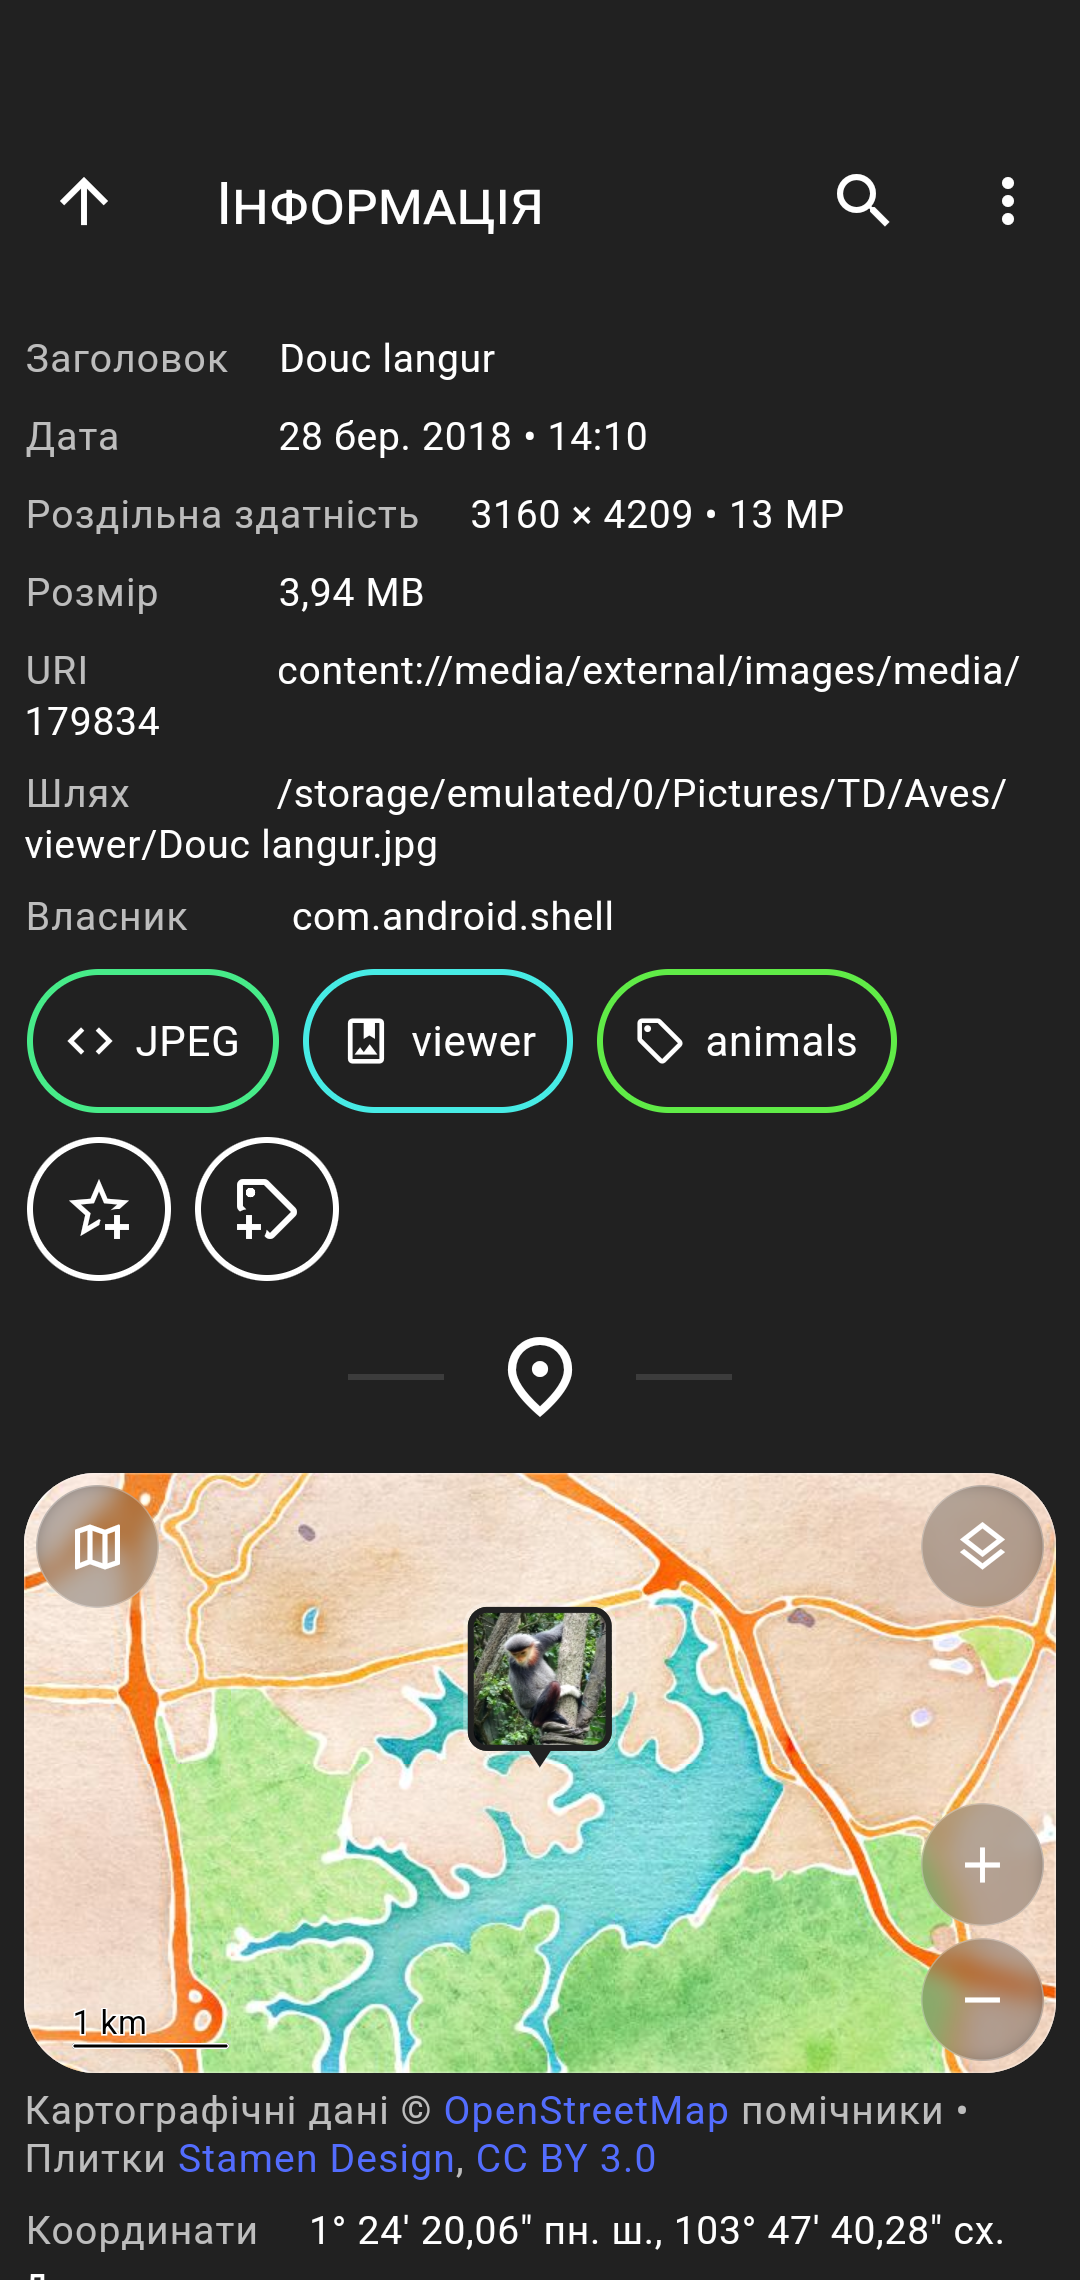 Інформація
Заголовок Douc langur
Дата 28 бер. 2018 • 14:10
Роздільна здатність 3160 × 4209 • 13 MP
Розмір 3,94 MB
URI content://media/external/images/media/
179834
Шлях /storage/emulated/0/Pictures/TD/Aves/
viewer/Douc langur.jpg
Власник com.android.shell
JPEG viewer animals
1 km
Картографічні дані © OpenStreetMap помічники •
Плитки Stamen Design, CC BY 3.0
Координати 1° 24' 20,06" пн. ш., 103° 47' 40,28" сх.